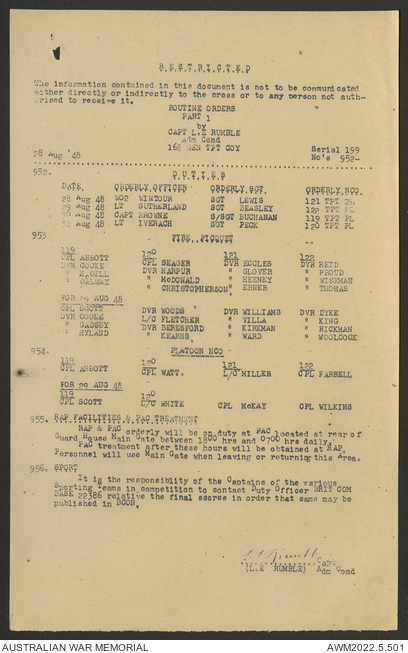 RESTRICTED
The information contained in this document is not to be communicated
either directly or indirectly to the press or to any person not auth-
orised to receive it.
ROUTINE ORDERS
PART 1
by
CAPT L.E RUMBLE
Adm Comd
168 GEN TPT COY
Serial 199
28 Aug '48 No's 952-
952. DUTIES
DATE ORDERLY OFFICER ORDERLY SGT ORDERLY NCO
28 Aug 48 WO2 WINTOUR SGT LEWIS 121 TPT PL
29 Aug 48 LT SUTHERLAND SGT BEASLEY 122 TPT PL
30 Aug 48 CAPT BROWNE S/SGT BUCHANAN 119 TPT PL
Aug 48 LT IVERACH SGT PECK 120 TPT PL
953. FIRE PICQUET
119 120 121 122
CPL ABBOTT CPL SEAGER DVR ECCLES DVR REID
DVR COOKE DVR HARPUR " GLOVER " PROUD
" MAGILL " McDONALD " HEENEY " WISEMAN
" GALWAY " CHRISTOPHERSON " EBNER " THOMAS
FOR 29 AUG 48
CPL SCOTT DVR WOODS DVR WILLIAMS DVR DYKE
DVR COOKE L/C FLETCHER " VILLA " KING
" GADSBY DVR BERESFORD " KIRKMAN " RICKMAN
" HYLAND " KEARNS " WARD " WOOLCOCK
954. PLATOON NCO
119 120 121 122
CPL ABBOTT CPL WATT. L/C MILLER CPL FARRELL
FOR 29 AUG 48
119 120
CPL SCOTT L/C WHITE CPL McKAY CPL WILKINS
955. RAP FACILITIES & PAC TREATMENT
RAP & PAC orderly will be on duty at PAC located at rear of
Guard House Main Gate between 1800 hrs and 0700 hrs daily.
PAC treatment after these hours will be obtained at RAP.
Personnel will use Main Gate when leaving or returning this Area.
956. SPORT
It is the responsiblity of the Captains of the various
Sporting teams in competition to contact Duty Officer BRIT COM
BASE 22386 relative the final scores in order that same may be
published in BCON.
Capt
(L.E RUMBLE) Adm Comd
AUSTRALIAN WAR MEMORIAL AWM2022.5.501